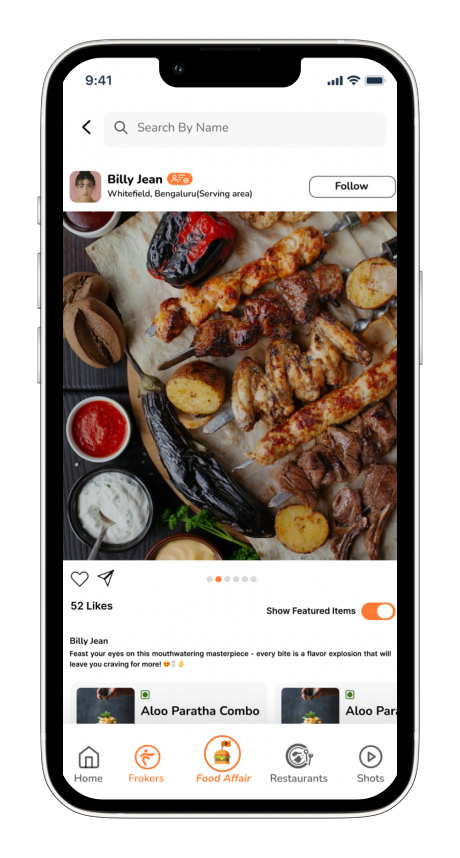 9:41
Search By Name
Billy Jean
Whitefield, Bengaluru(Serving area)
Follow
52 Likes
Show Featured Items
Billy Jean
Feast your eyes on this mouthwatering masterpiece - every bite is a flavor explosion that will
leave you craving for more! 😍 👌
Aloo Paratha Combo
Aloo Para
Home
Frokers
Food Affair
Restaurants
Shots